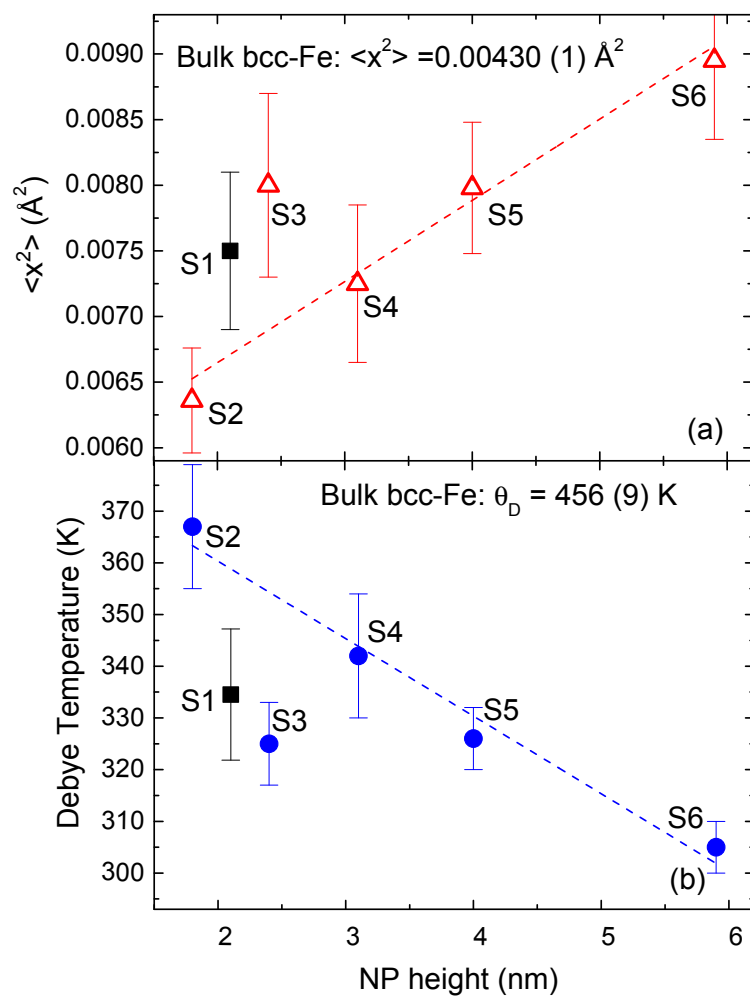 Bulk bcc-Fe: <x²> =0.00430 (1) Å²
0.0090
0.0085
0.0080
0.0075
0.0070
0.0065
0.0060
<x²> (Å²)
S6
S3
S5
S1
S4
S2
(a)
Bulk bcc-Fe: θ_D = 456 (9) K
370
360
350
340
330
320
310
300
Debye Temperature (K)
S2
S4
S1
S3
S5
S6
(b)
2 3 4 5 6
NP height (nm)